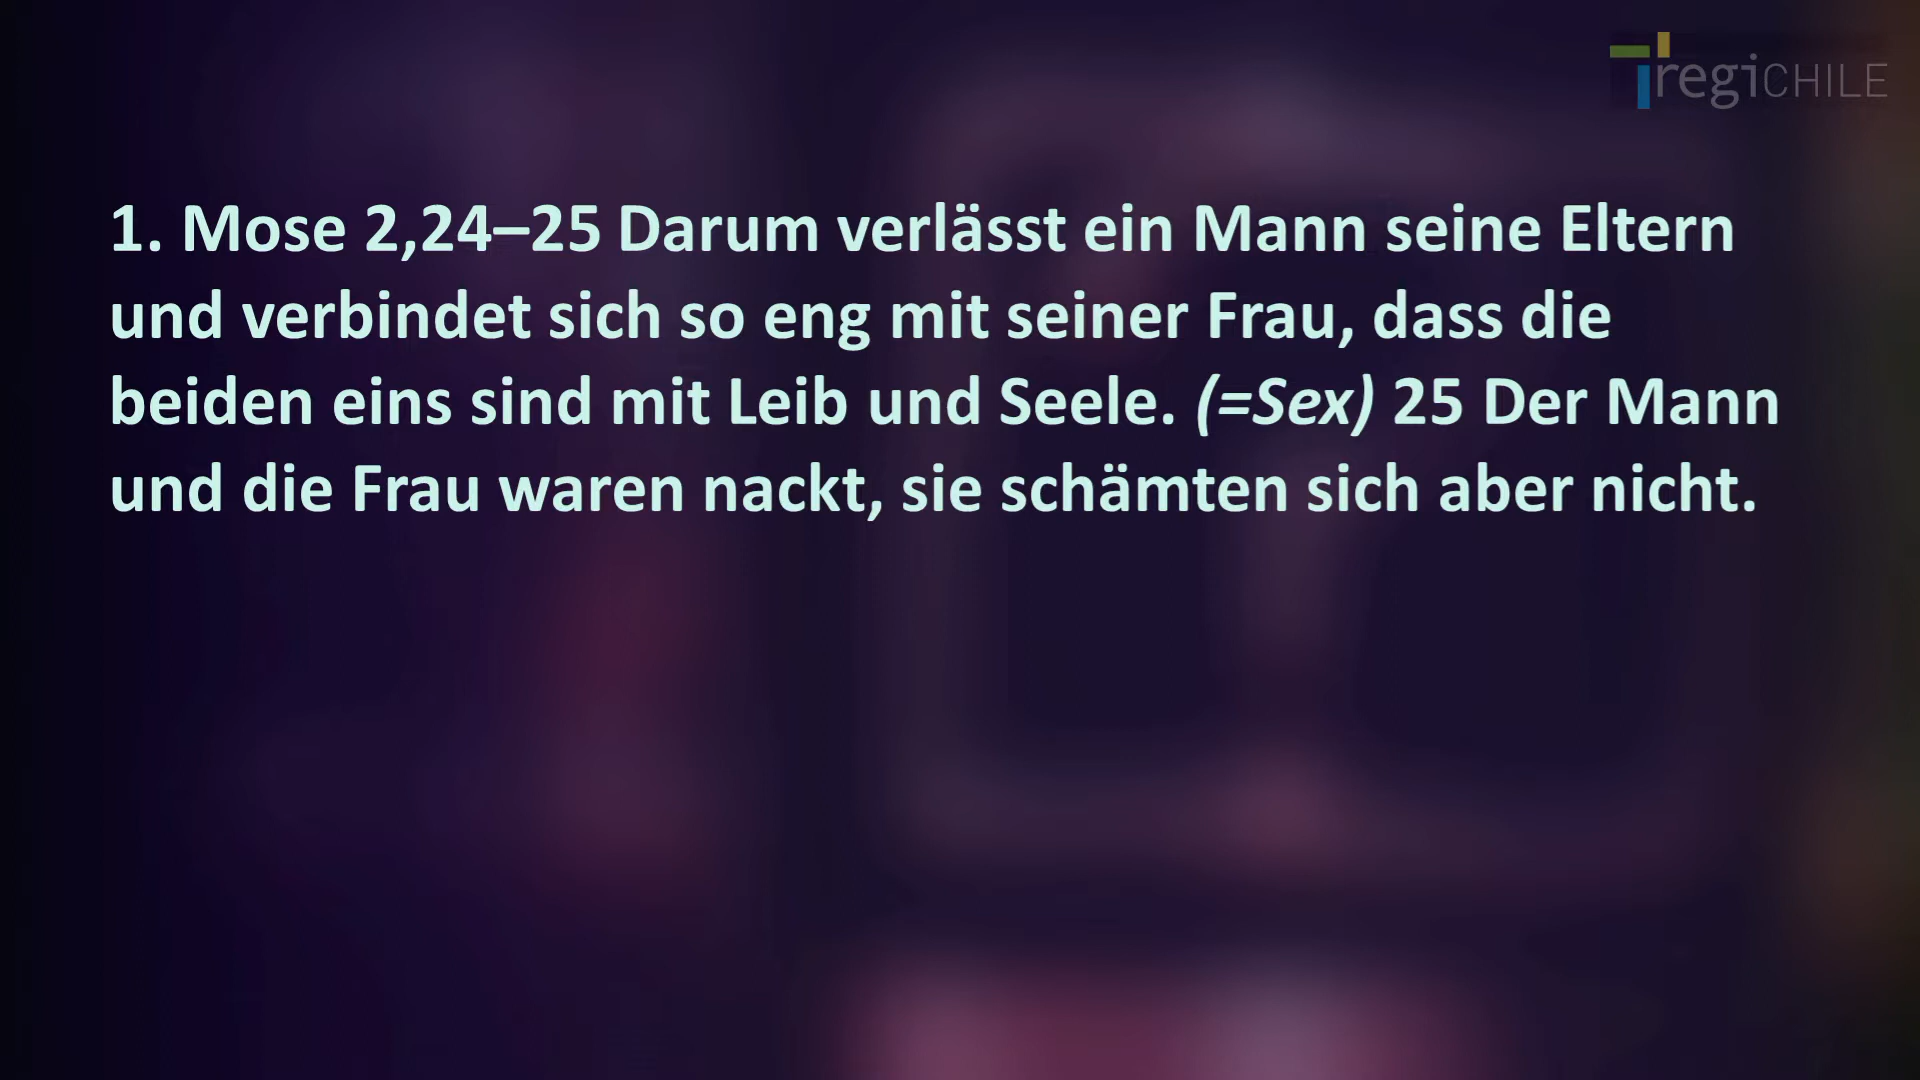 regiCHILE
1. Mose 2,24–25 Darum verlässt ein Mann seine Eltern
und verbindet sich so eng mit seiner Frau, dass die
beiden eins sind mit Leib und Seele. (=Sex) 25 Der Mann
und die Frau waren nackt, sie schämten sich aber nicht.